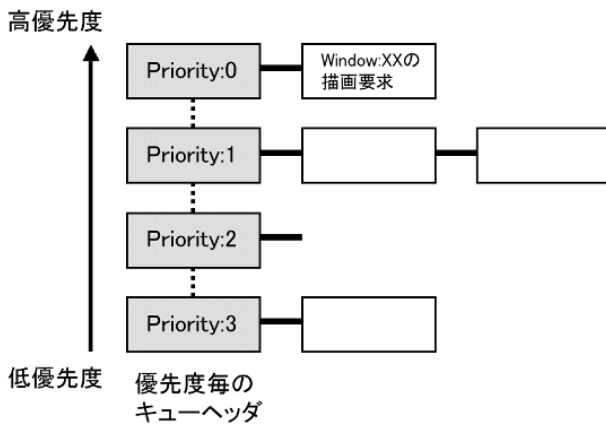 高優先度
Priority:0
Window:XXの
描画要求
Priority:1
Priority:2
Priority:3
低優先度
優先度毎の
キューヘッダ